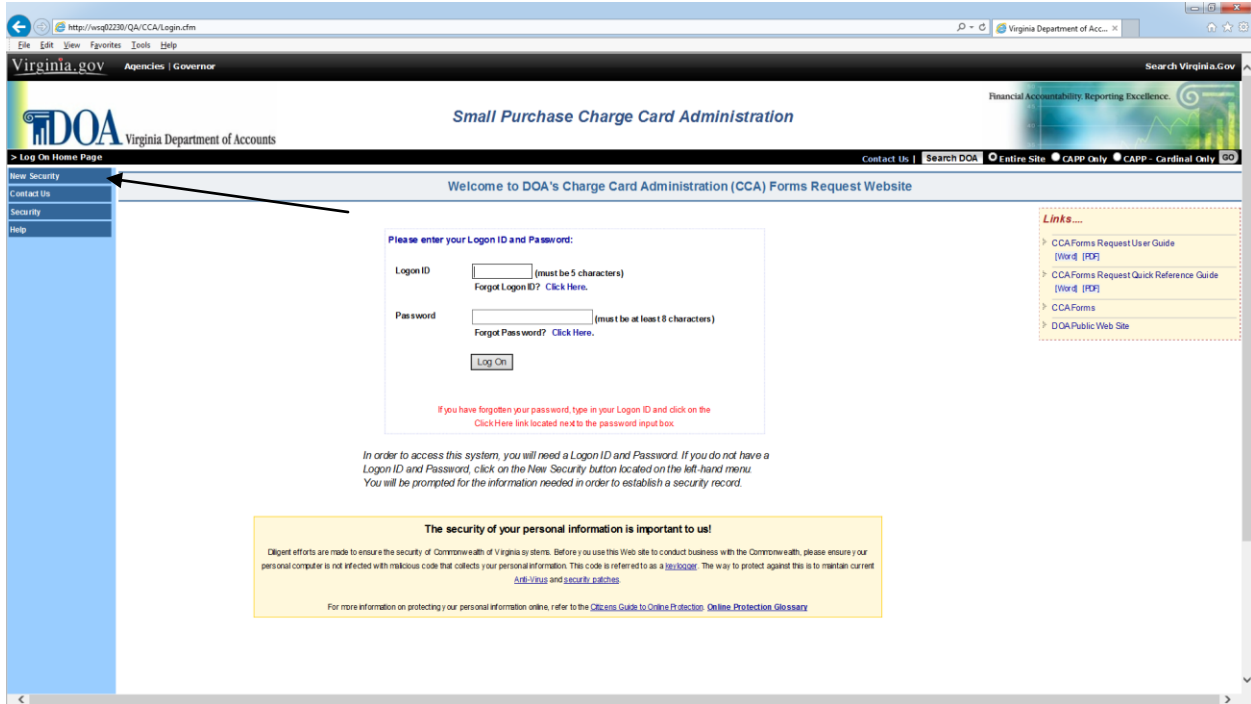 http://wsq02230/QA/CCA/Login.cfm
Virginia Department of Acc...
File Edit View Favorites Tools Help
Virginia.gov Agencies | Governor
Search Virginia.Gov
DOA Virginia Department of Accounts
Small Purchase Charge Card Administration
Financial Accountability. Reporting Excellence.
> Log On Home Page
Contact Us | Search DOA Entire Site CAPP Only CAPP - Cardinal Only GO
New Security
Contact Us
Security
Help
Welcome to DOA's Charge Card Administration (CCA) Forms Request Website
Please enter your Logon ID and Password:
Logon ID (must be 5 characters)
Forgot Logon ID? Click Here.
Password (must be at least 8 characters)
Forgot Password? Click Here.
Log On
If you have forgotten your password, type in your Logon ID and click on the
Click Here link located next to the password input box.
Links....
CCA Forms Request User Guide
[Word] [PDF]
CCA Forms Request Quick Reference Guide
[Word] [PDF]
CCA Forms
DOA Public Web Site
In order to access this system, you will need a Logon ID and Password. If you do not have a
Logon ID and Password, click on the New Security button located on the left-hand menu.
You will be prompted for the information needed in order to establish a security record.
The security of your personal information is important to us!
Diligent efforts are made to ensure the security of Commonwealth of Virginia systems. Before you use this Web site to conduct business with the Commonwealth, please ensure your
personal computer is not infected with malicious code that collects your personal information. This code is referred to as a keylogger. The way to protect against this is to maintain current
Anti-Virus and security patches.
For more information on protecting your personal information online, refer to the Citizens Guide to Online Protection. Online Protection Glossary